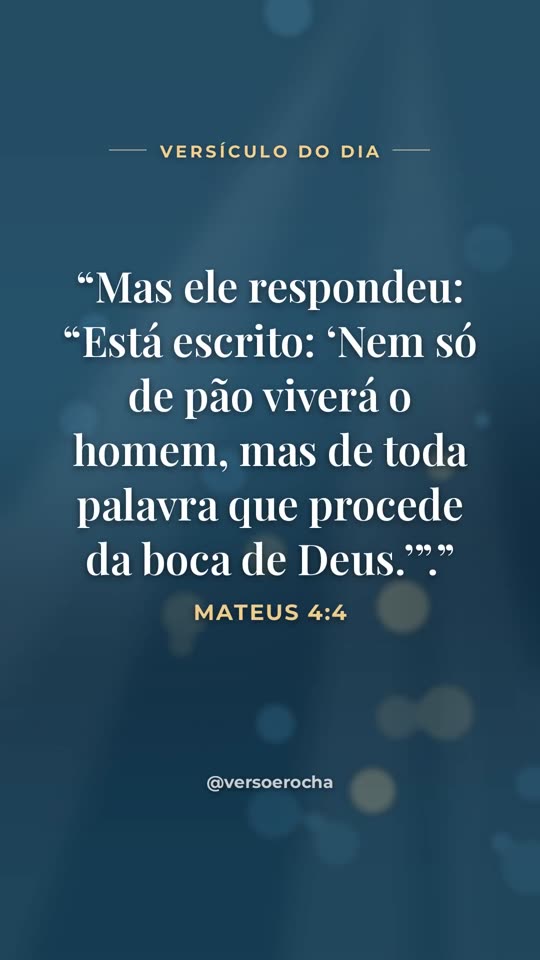 VERSÍCULO DO DIA
“Mas ele respondeu:
“Está escrito: ‘Nem só
de pão viverá o
homem, mas de toda
palavra que procede
da boca de Deus.’”.”
MATEUS 4:4
@versoerocha